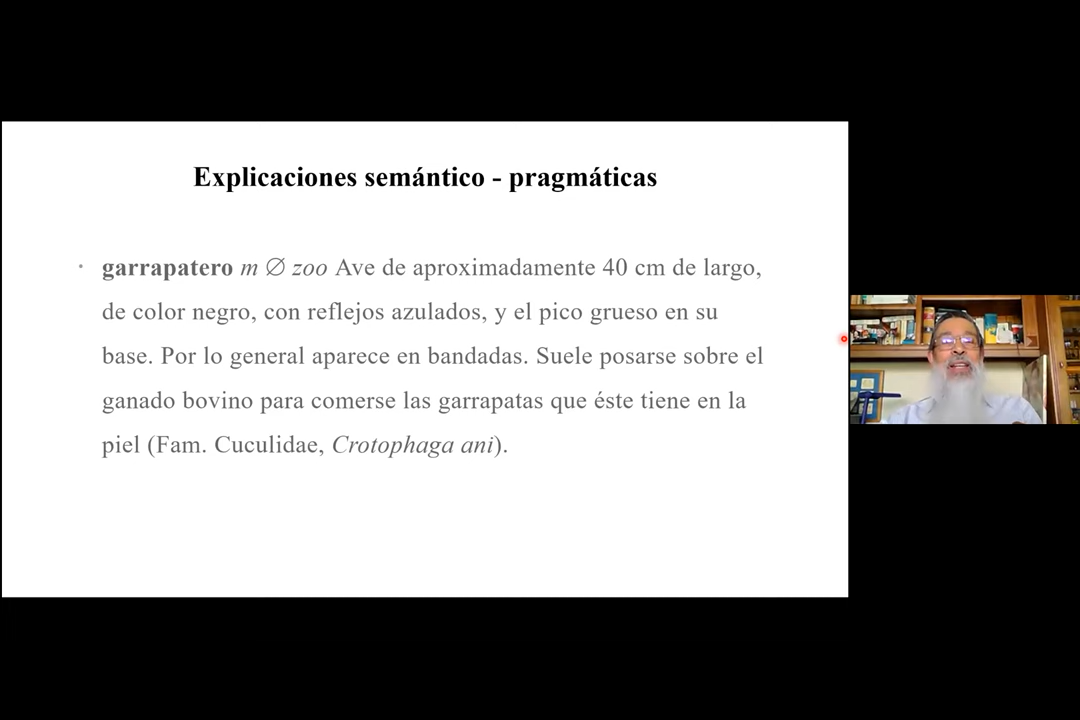 Explicaciones semántico - pragmáticas
· garrapatero m ∅ zoo Ave de aproximadamente 40 cm de largo,
de color negro, con reflejos azulados, y el pico grueso en su
base. Por lo general aparece en bandadas. Suele posarse sobre el
ganado bovino para comerse las garrapatas que éste tiene en la
piel (Fam. Cuculidae, Crotophaga ani).